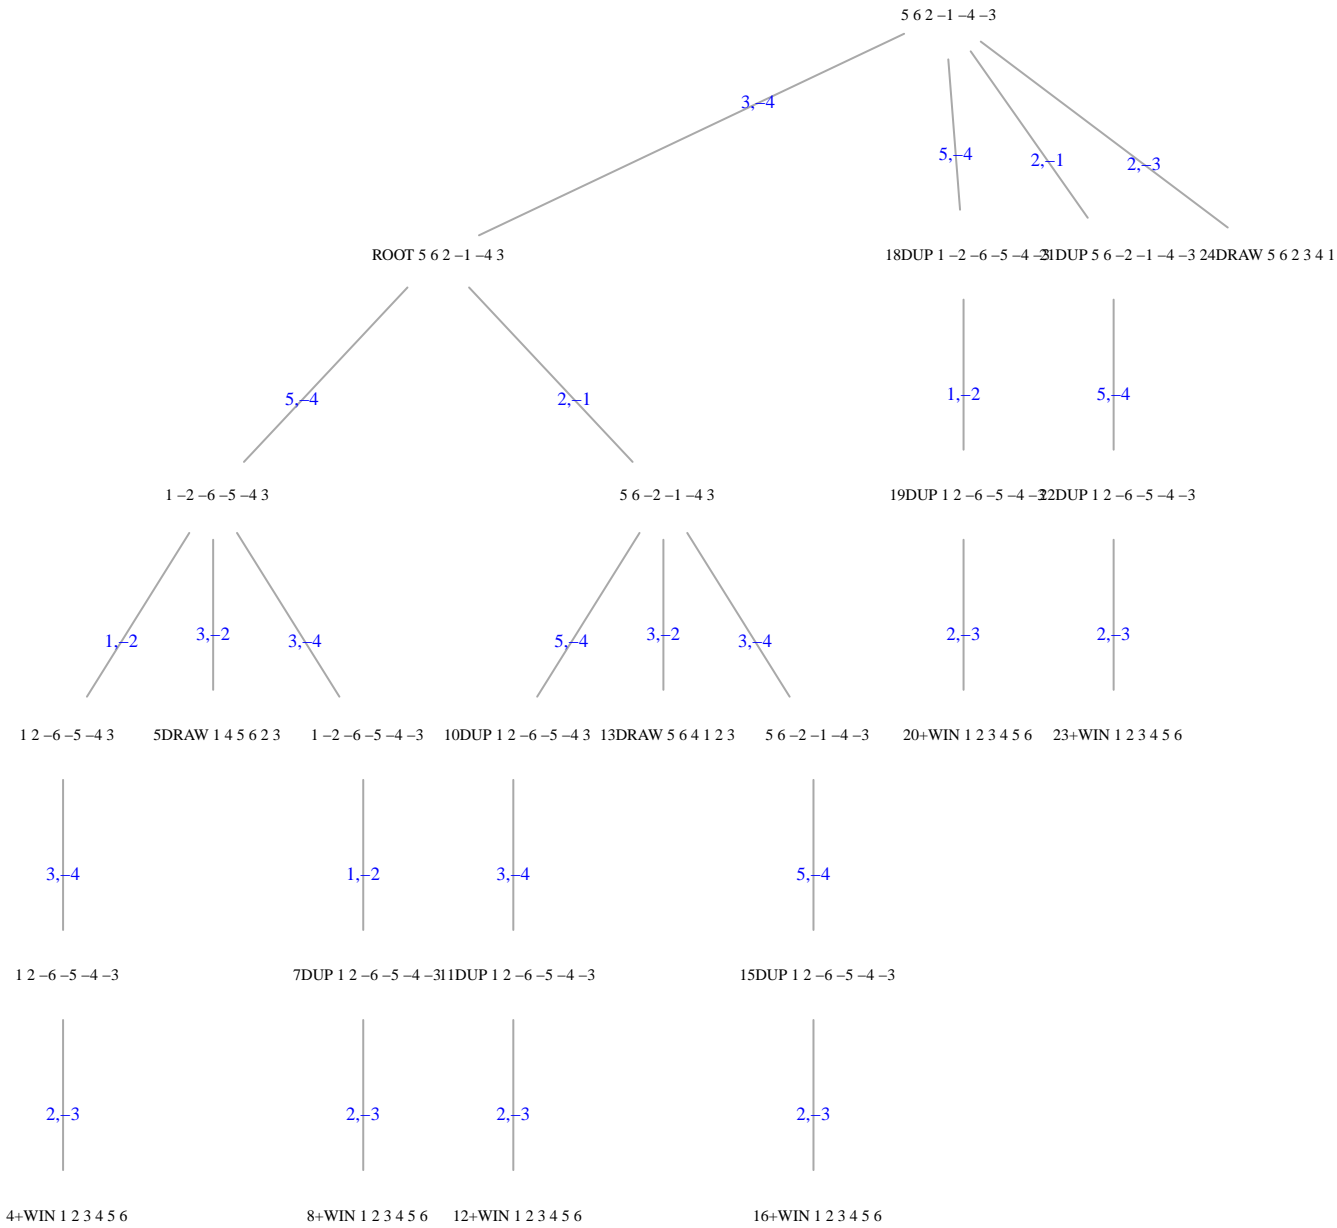 5 6 2 −1 −4 −3
3,−4
5,−4
2,−1
2,−3
ROOT 5 6 2 −1 −4 3
18DUP 1 −2 −6 −5 −4 −3
21DUP 5 6 −2 −1 −4 −3
24DRAW 5 6 2 3 4 1
5,−4
2,−1
1,−2
5,−4
1 −2 −6 −5 −4 3
5 6 −2 −1 −4 3
19DUP 1 2 −6 −5 −4 −3
22DUP 1 2 −6 −5 −4 −3
1,−2
3,−2
3,−4
5,−4
3,−2
3,−4
2,−3
2,−3
1 2 −6 −5 −4 3
5DRAW 1 4 5 6 2 3
1 −2 −6 −5 −4 −3
10DUP 1 2 −6 −5 −4 3
13DRAW 5 6 4 1 2 3
5 6 −2 −1 −4 −3
20+WIN 1 2 3 4 5 6
23+WIN 1 2 3 4 5 6
3,−4
1,−2
3,−4
5,−4
1 2 −6 −5 −4 −3
7DUP 1 2 −6 −5 −4 −3
11DUP 1 2 −6 −5 −4 −3
15DUP 1 2 −6 −5 −4 −3
2,−3
2,−3
2,−3
2,−3
4+WIN 1 2 3 4 5 6
8+WIN 1 2 3 4 5 6
12+WIN 1 2 3 4 5 6
16+WIN 1 2 3 4 5 6